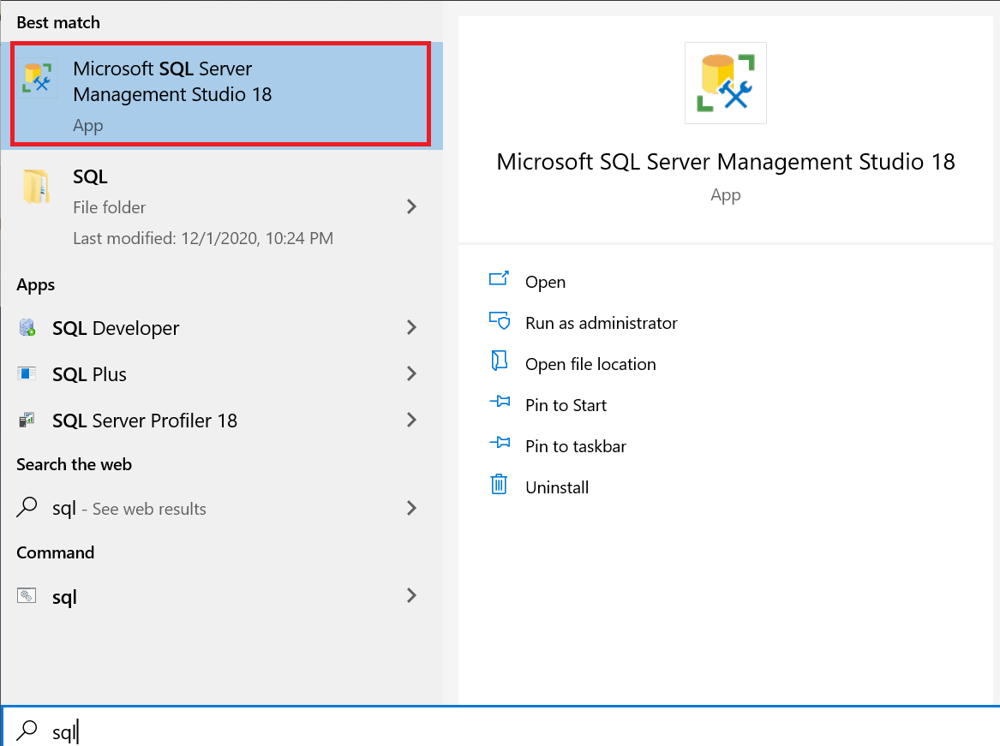 Best match
Microsoft SQL Server
Management Studio 18
App
SQL
File folder
Last modified: 12/1/2020, 10:24 PM
Apps
SQL Developer
SQL Plus
SQL Server Profiler 18
Search the web
sql - See web results
Command
sql
sql
Microsoft SQL Server Management Studio 18
App
Open
Run as administrator
Open file location
Pin to Start
Pin to taskbar
Uninstall